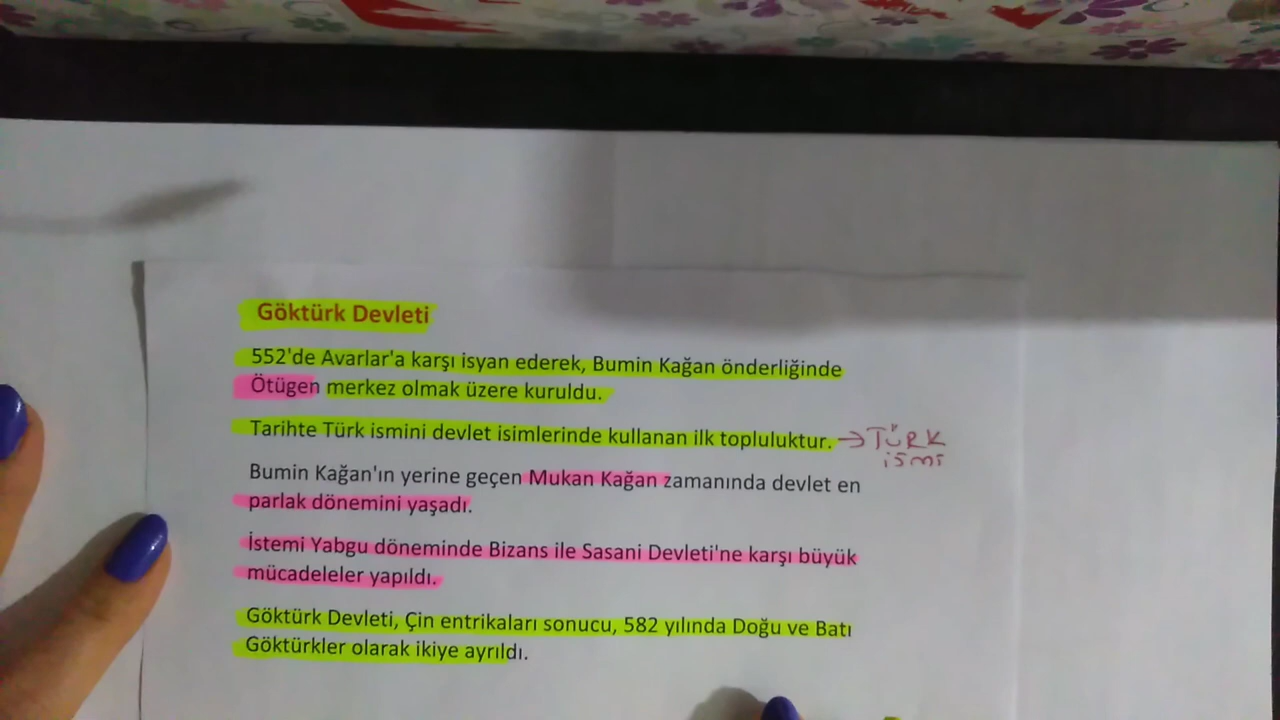 Göktürk Devleti
552'de Avarlar'a karşı isyan ederek, Bumin Kağan önderliğinde
Ötügen merkez olmak üzere kuruldu.
Tarihte Türk ismini devlet isimlerinde kullanan ilk topluluktur. → TÜRK
ismi
Bumin Kağan'ın yerine geçen Mukan Kağan zamanında devlet en
parlak dönemini yaşadı.
İstemi Yabgu döneminde Bizans ile Sasani Devleti'ne karşı büyük
mücadeleler yapıldı.
Göktürk Devleti, Çin entrikaları sonucu, 582 yılında Doğu ve Batı
Göktürkler olarak ikiye ayrıldı.